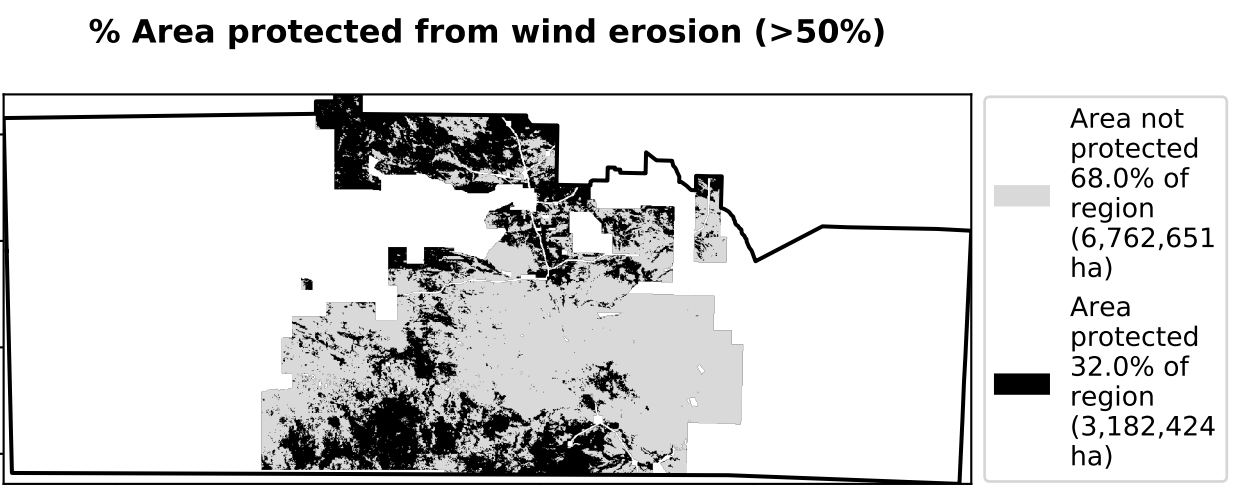 % Area protected from wind erosion (>50%)
Area not
protected
68.0% of
region
(6,762,651
ha)
Area
protected
32.0% of
region
(3,182,424
ha)